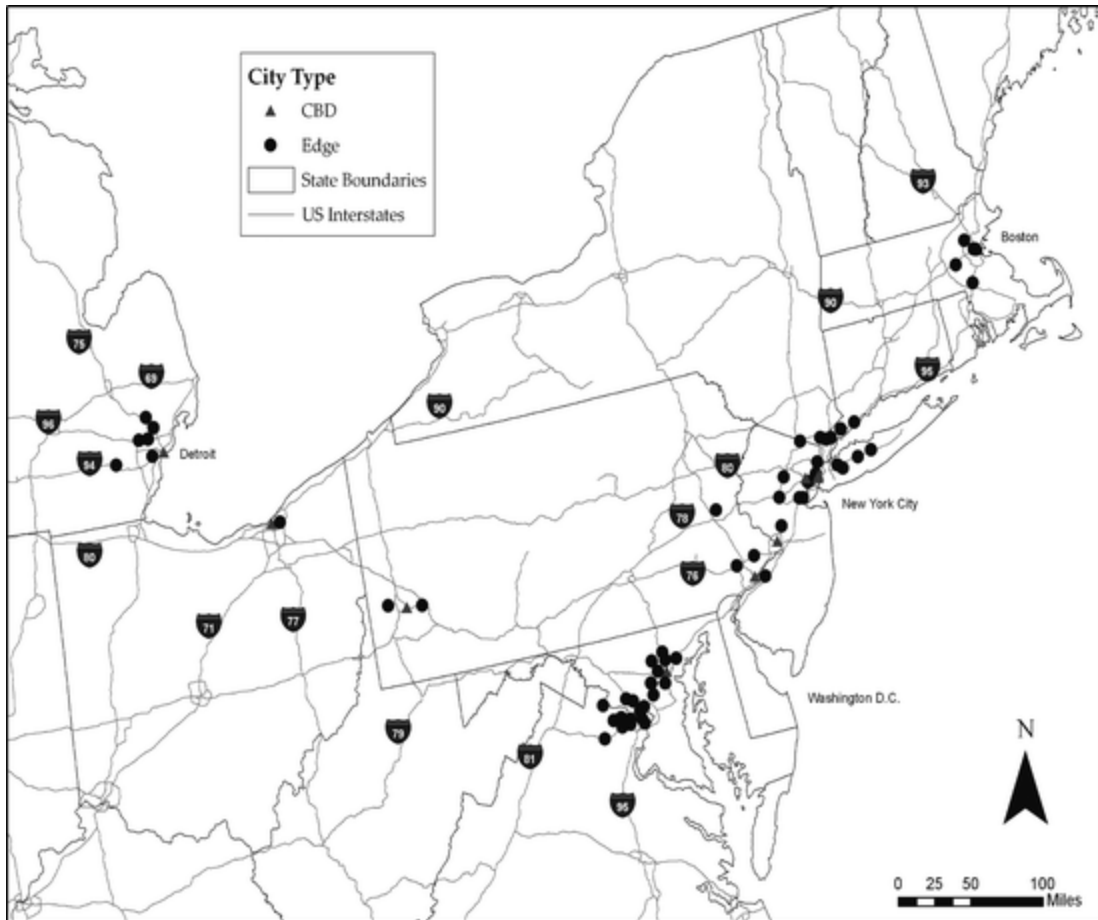 City Type
CBD
Edge
State Boundaries
US Interstates
93
Boston
90
75
69
95
90
96
Detroit
94
80
New York City
78
80
76
71
77
Washington D.C.
79
81
N
95
0 25 50 100
Miles